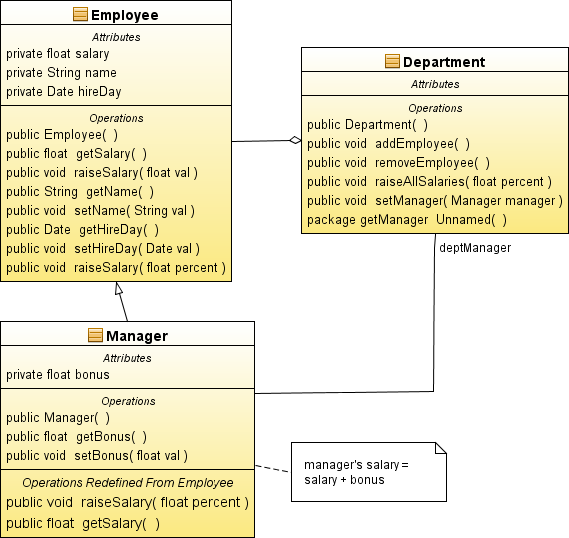 Employee
Attributes
private float salary
private String name
private Date hireDay
Operations
public Employee( )
public float getSalary( )
public void raiseSalary( float val )
public String getName( )
public void setName( String val )
public Date getHireDay( )
public void setHireDay( Date val )
public void raiseSalary( float percent )
Department
Attributes
Operations
public Department( )
public void addEmployee( )
public void removeEmployee( )
public void raiseAllSalaries( float percent )
public void setManager( Manager manager )
package getManager Unnamed( )
deptManager
Manager
Attributes
private float bonus
Operations
public Manager( )
public float getBonus( )
public void setBonus( float val )
Operations Redefined From Employee
public void raiseSalary( float percent )
public float getSalary( )
manager's salary =
salary + bonus